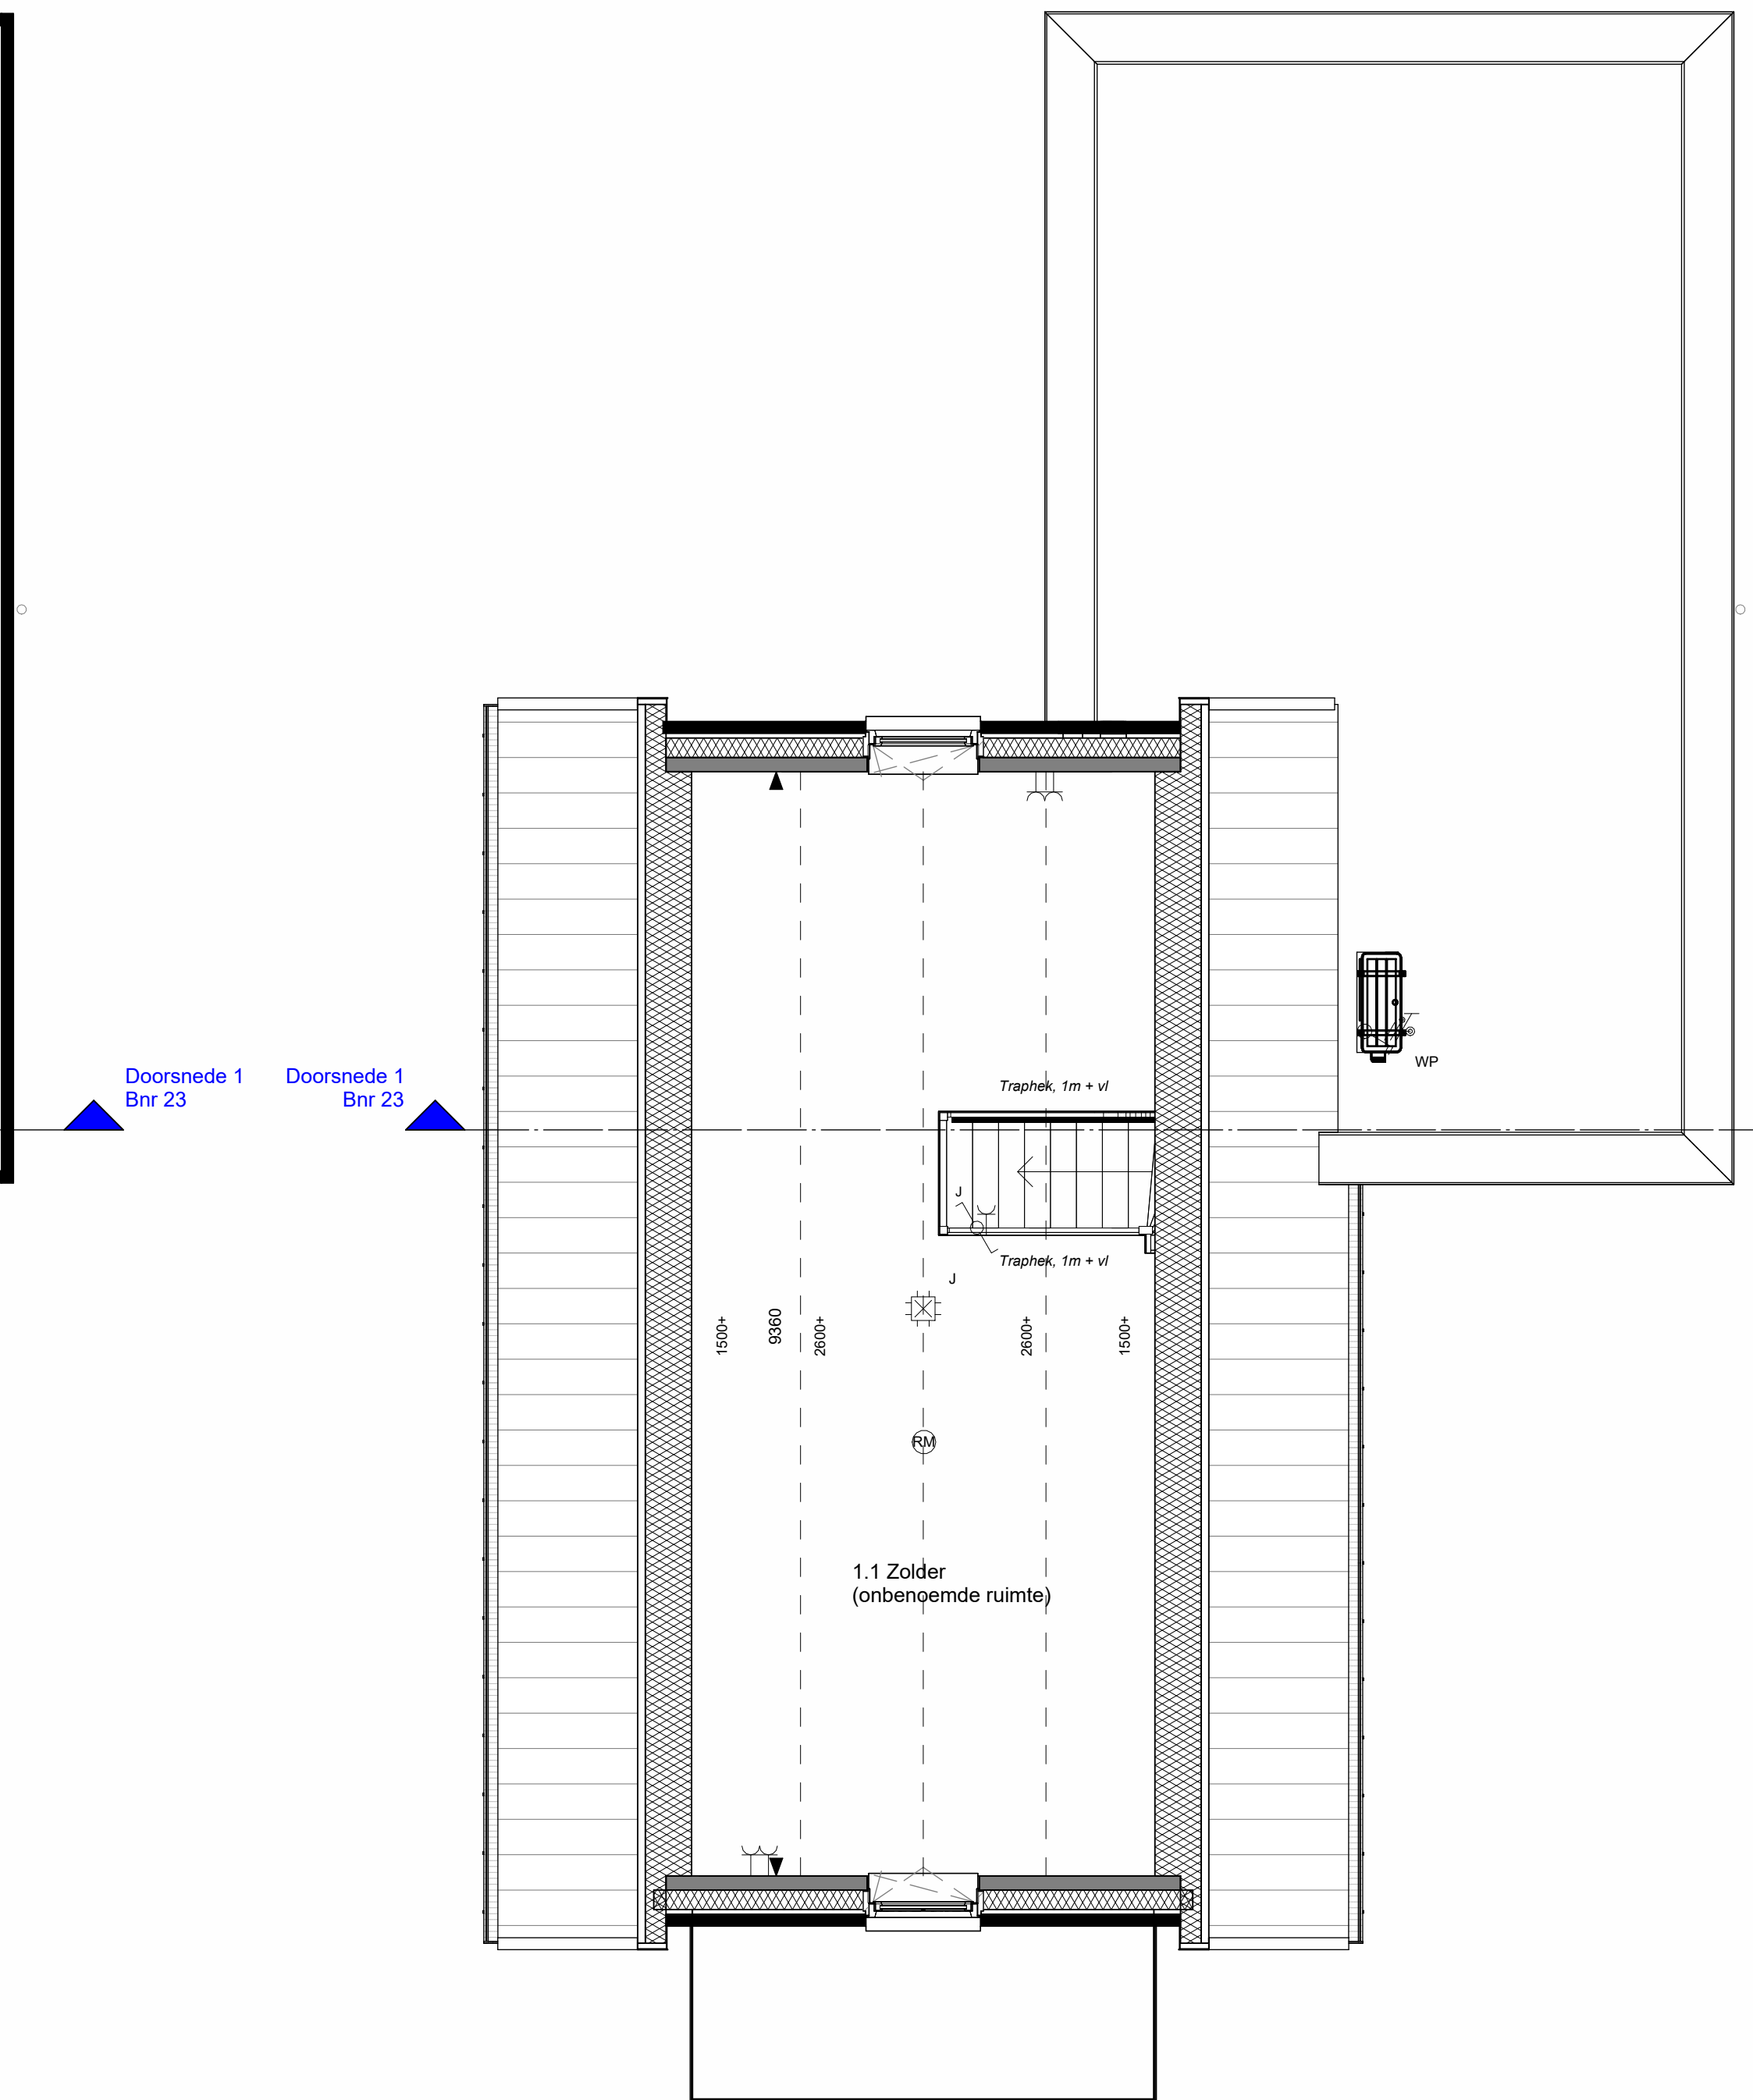 Doorsnede 1
Bnr 23
Doorsnede 1
Bnr 23
WP
Traphek, 1m + vl
J
Traphek, 1m + vl
J
1500+
9360
2600+
2600+
1500+
RM
1.1 Zolder
(onbenoemde ruimte)